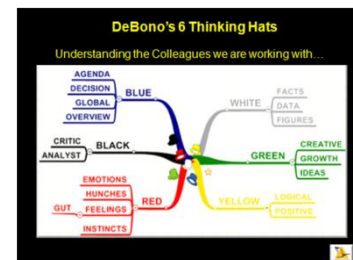 DeBono's 6 Thinking Hats
Understanding the Colleagues we are working with…
AGENDA
DECISION
GLOBAL
OVERVIEW
BLUE
CRITIC
ANALYST
BLACK
EMOTIONS
HUNCHES
GUT
FEELINGS
INSTINCTS
RED
WHITE
FACTS
DATA
FIGURES
GREEN
CREATIVE
GROWTH
IDEAS
YELLOW
LOGICAL
POSITIVE